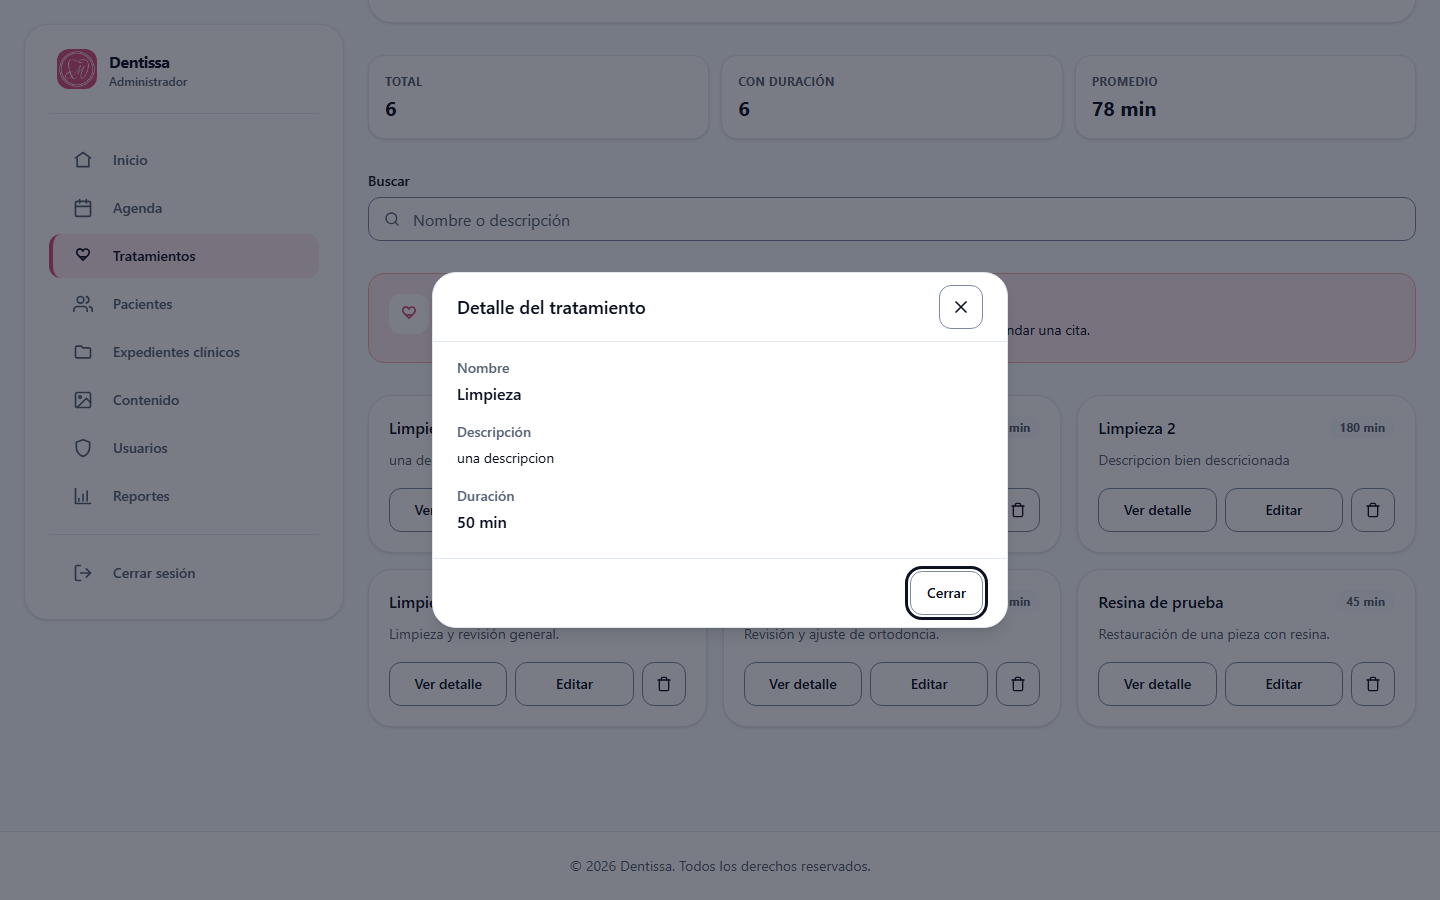 Dentissa
Administrador
Inicio
Agenda
Tratamientos
Pacientes
Expedientes clínicos
Contenido
Usuarios
Reportes
Cerrar sesión
TOTAL
6
CON DURACIÓN
6
PROMEDIO
78 min
Buscar
Nombre o descripción
Detalle del tratamiento
Nombre
Limpieza
Descripción
una descripcion
Duración
50 min
Cerrar
una cita.
min
Limpieza 2
180 min
una
Descripcion bien descricionada
Ver detalle
Editar
min
Resina de prueba
45 min
Limpieza y revisión general.
Revisión y ajuste de ortodoncia.
Restauración de una pieza con resina.
Ver detalle
Editar
Ver detalle
Editar
Ver detalle
Editar
© 2026 Dentissa. Todos los derechos reservados.